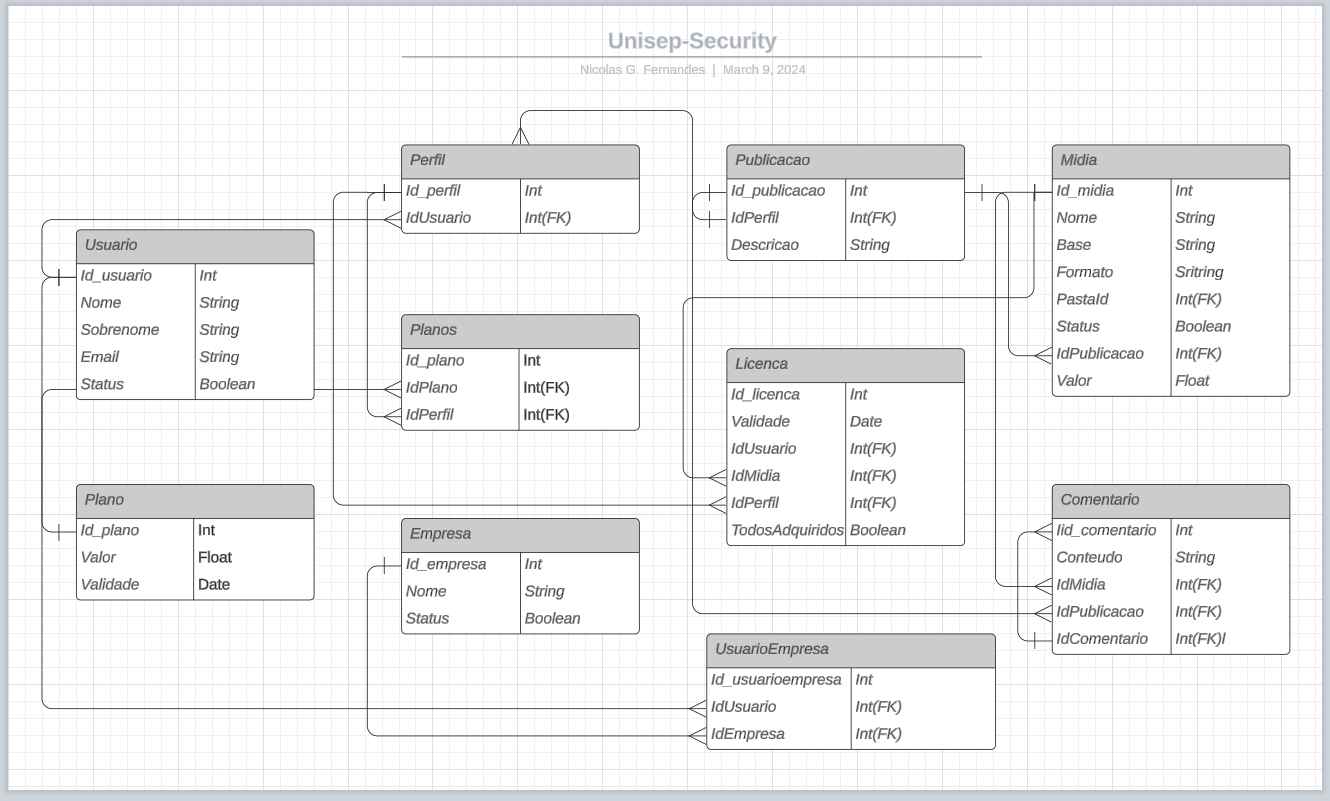 Unisep-Security
Nicolas G. Fernandes | March 9, 2024
Perfil
Id_perfil Int
IdUsuario Int(FK)
Publicacao
Id_publicacao Int
IdPerfil Int(FK)
Descricao String
Midia
Id_midia Int
Nome String
Base String
Formato Sritring
PastaId Int(FK)
Status Boolean
IdPublicacao Int(FK)
Valor Float
Usuario
Id_usuario Int
Nome String
Sobrenome String
Email String
Status Boolean
Planos
Id_plano Int
IdPlano Int(FK)
IdPerfil Int(FK)
Licenca
Id_licenca Int
Validade Date
IdUsuario Int(FK)
IdMidia Int(FK)
IdPerfil Int(FK)
TodosAdquiridos Boolean
Plano
Id_plano Int
Valor Float
Validade Date
Empresa
Id_empresa Int
Nome String
Status Boolean
Comentario
Iid_comentario Int
Conteudo String
IdMidia Int(FK)
IdPublicacao Int(FK)
IdComentario Int(FK)l
UsuarioEmpresa
Id_usuarioempresa Int
IdUsuario Int(FK)
IdEmpresa Int(FK)